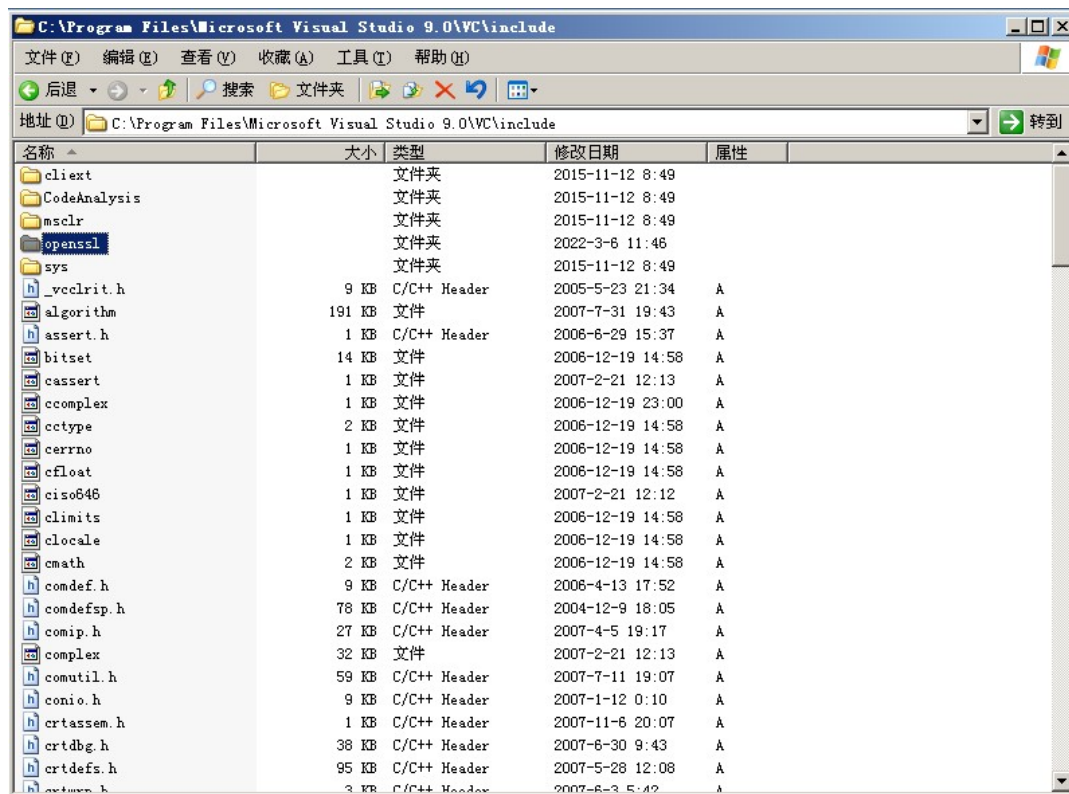 C:\Program Files\Microsoft Visual Studio 9.0\VC\include
文件(F) 编辑(E) 查看(V) 收藏(A) 工具(T) 帮助(H)
后退 搜索 文件夹
地址(D) C:\Program Files\Microsoft Visual Studio 9.0\VC\include 转到
名称 大小 类型 修改日期 属性
cliext 文件夹 2015-11-12 8:49
CodeAnalysis 文件夹 2015-11-12 8:49
msclr 文件夹 2015-11-12 8:49
openssl 文件夹 2022-3-6 11:46
sys 文件夹 2015-11-12 8:49
_vcclrit.h 9 KB C/C++ Header 2005-5-23 21:34 A
algorithm 191 KB 文件 2007-7-31 19:43 A
assert.h 1 KB C/C++ Header 2006-6-29 15:37 A
bitset 14 KB 文件 2006-12-19 14:58 A
cassert 1 KB 文件 2007-2-21 12:13 A
ccomplex 1 KB 文件 2006-12-19 23:00 A
cctype 2 KB 文件 2006-12-19 14:58 A
cerrno 1 KB 文件 2006-12-19 14:58 A
cfloat 1 KB 文件 2006-12-19 14:58 A
ciso646 1 KB 文件 2007-2-21 12:12 A
climits 1 KB 文件 2006-12-19 14:58 A
clocale 1 KB 文件 2006-12-19 14:58 A
cmath 2 KB 文件 2006-12-19 14:58 A
comdef.h 9 KB C/C++ Header 2006-4-13 17:52 A
comdefsp.h 78 KB C/C++ Header 2004-12-9 18:05 A
comip.h 27 KB C/C++ Header 2007-4-5 19:17 A
complex 32 KB 文件 2007-2-21 12:13 A
comutil.h 59 KB C/C++ Header 2007-7-11 19:07 A
conio.h 9 KB C/C++ Header 2007-1-12 0:10 A
crtassem.h 1 KB C/C++ Header 2007-11-6 20:07 A
crtdbg.h 38 KB C/C++ Header 2007-6-30 9:43 A
crtdefs.h 95 KB C/C++ Header 2007-5-28 12:08 A
3 KB C/C++ Header 2007-6-3 5:42 A